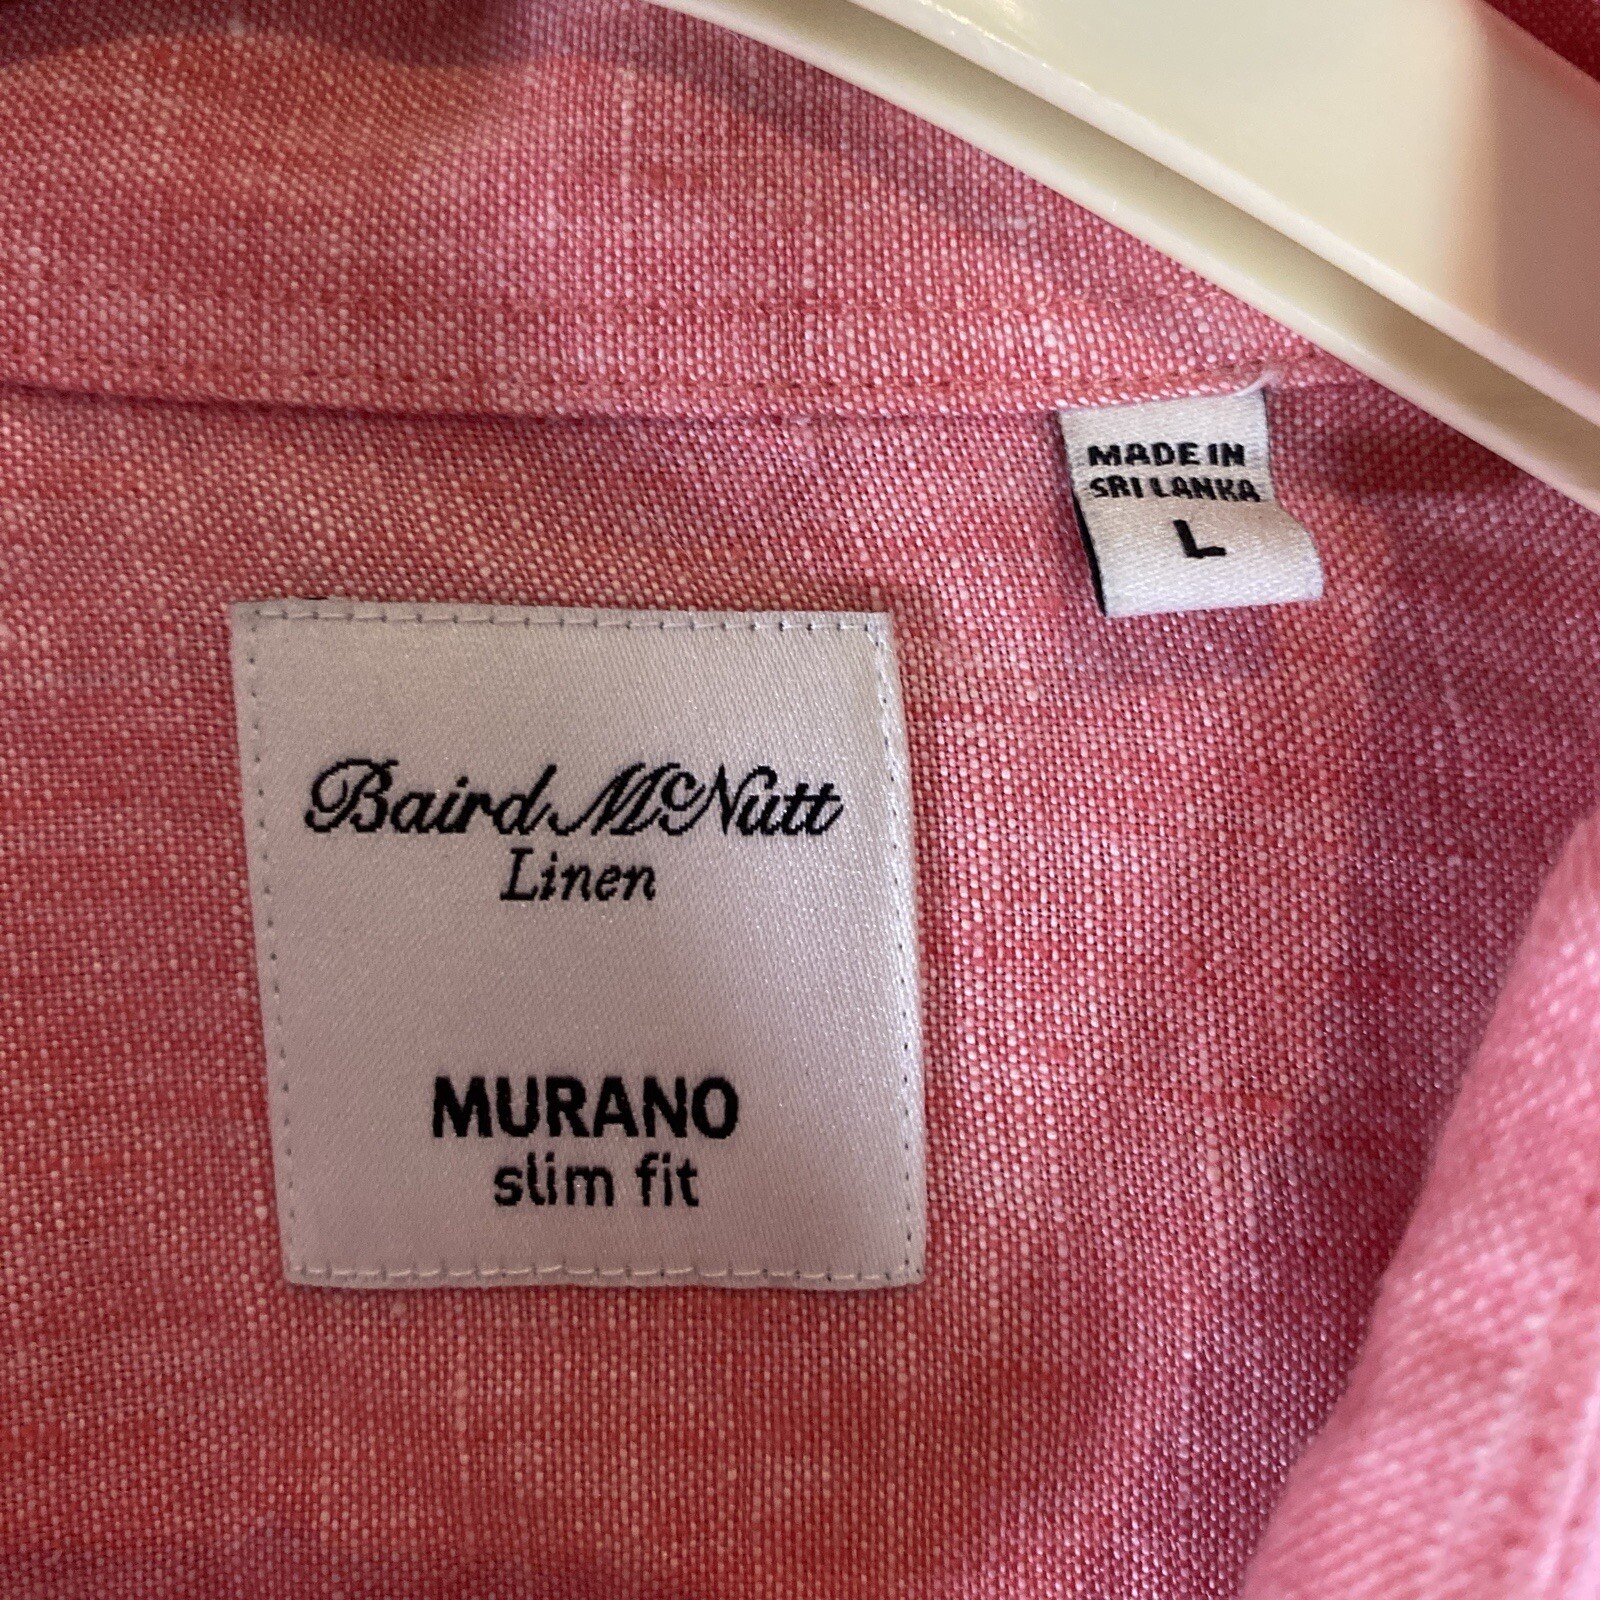 MADE IN
SRI LANKA
L
Baird McNutt
Linen
MURANO
slim fit